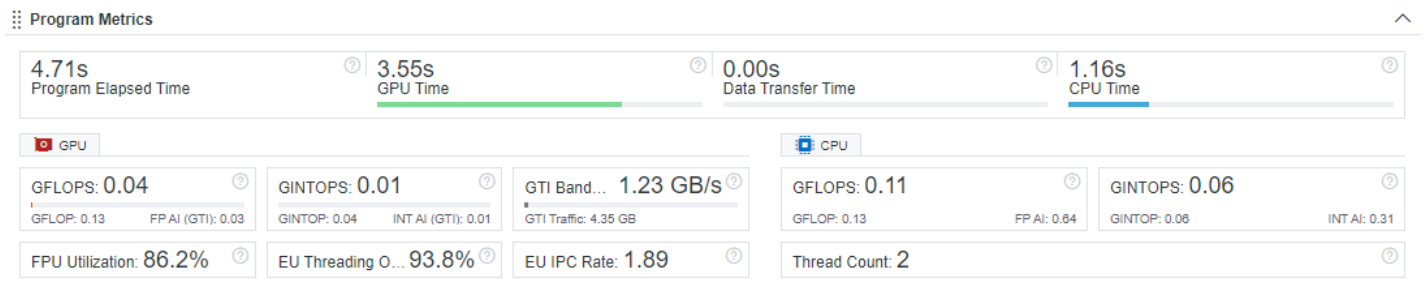 Program Metrics
4.71s
Program Elapsed Time
3.55s
GPU Time
0.00s
Data Transfer Time
1.16s
CPU Time
GPU
GFLOPS: 0.04
GFLOP: 0.13 FP AI (GTI): 0.03
GINTOPS: 0.01
GINTOP: 0.04 INT AI (GTI): 0.01
GTI Band... 1.23 GB/s
GTI Traffic: 4.35 GB
FPU Utilization: 86.2%
EU Threading O... 93.8%
EU IPC Rate: 1.89
CPU
GFLOPS: 0.11
GFLOP: 0.13 FP AI: 0.64
GINTOPS: 0.06
GINTOP: 0.06 INT AI: 0.31
Thread Count: 2